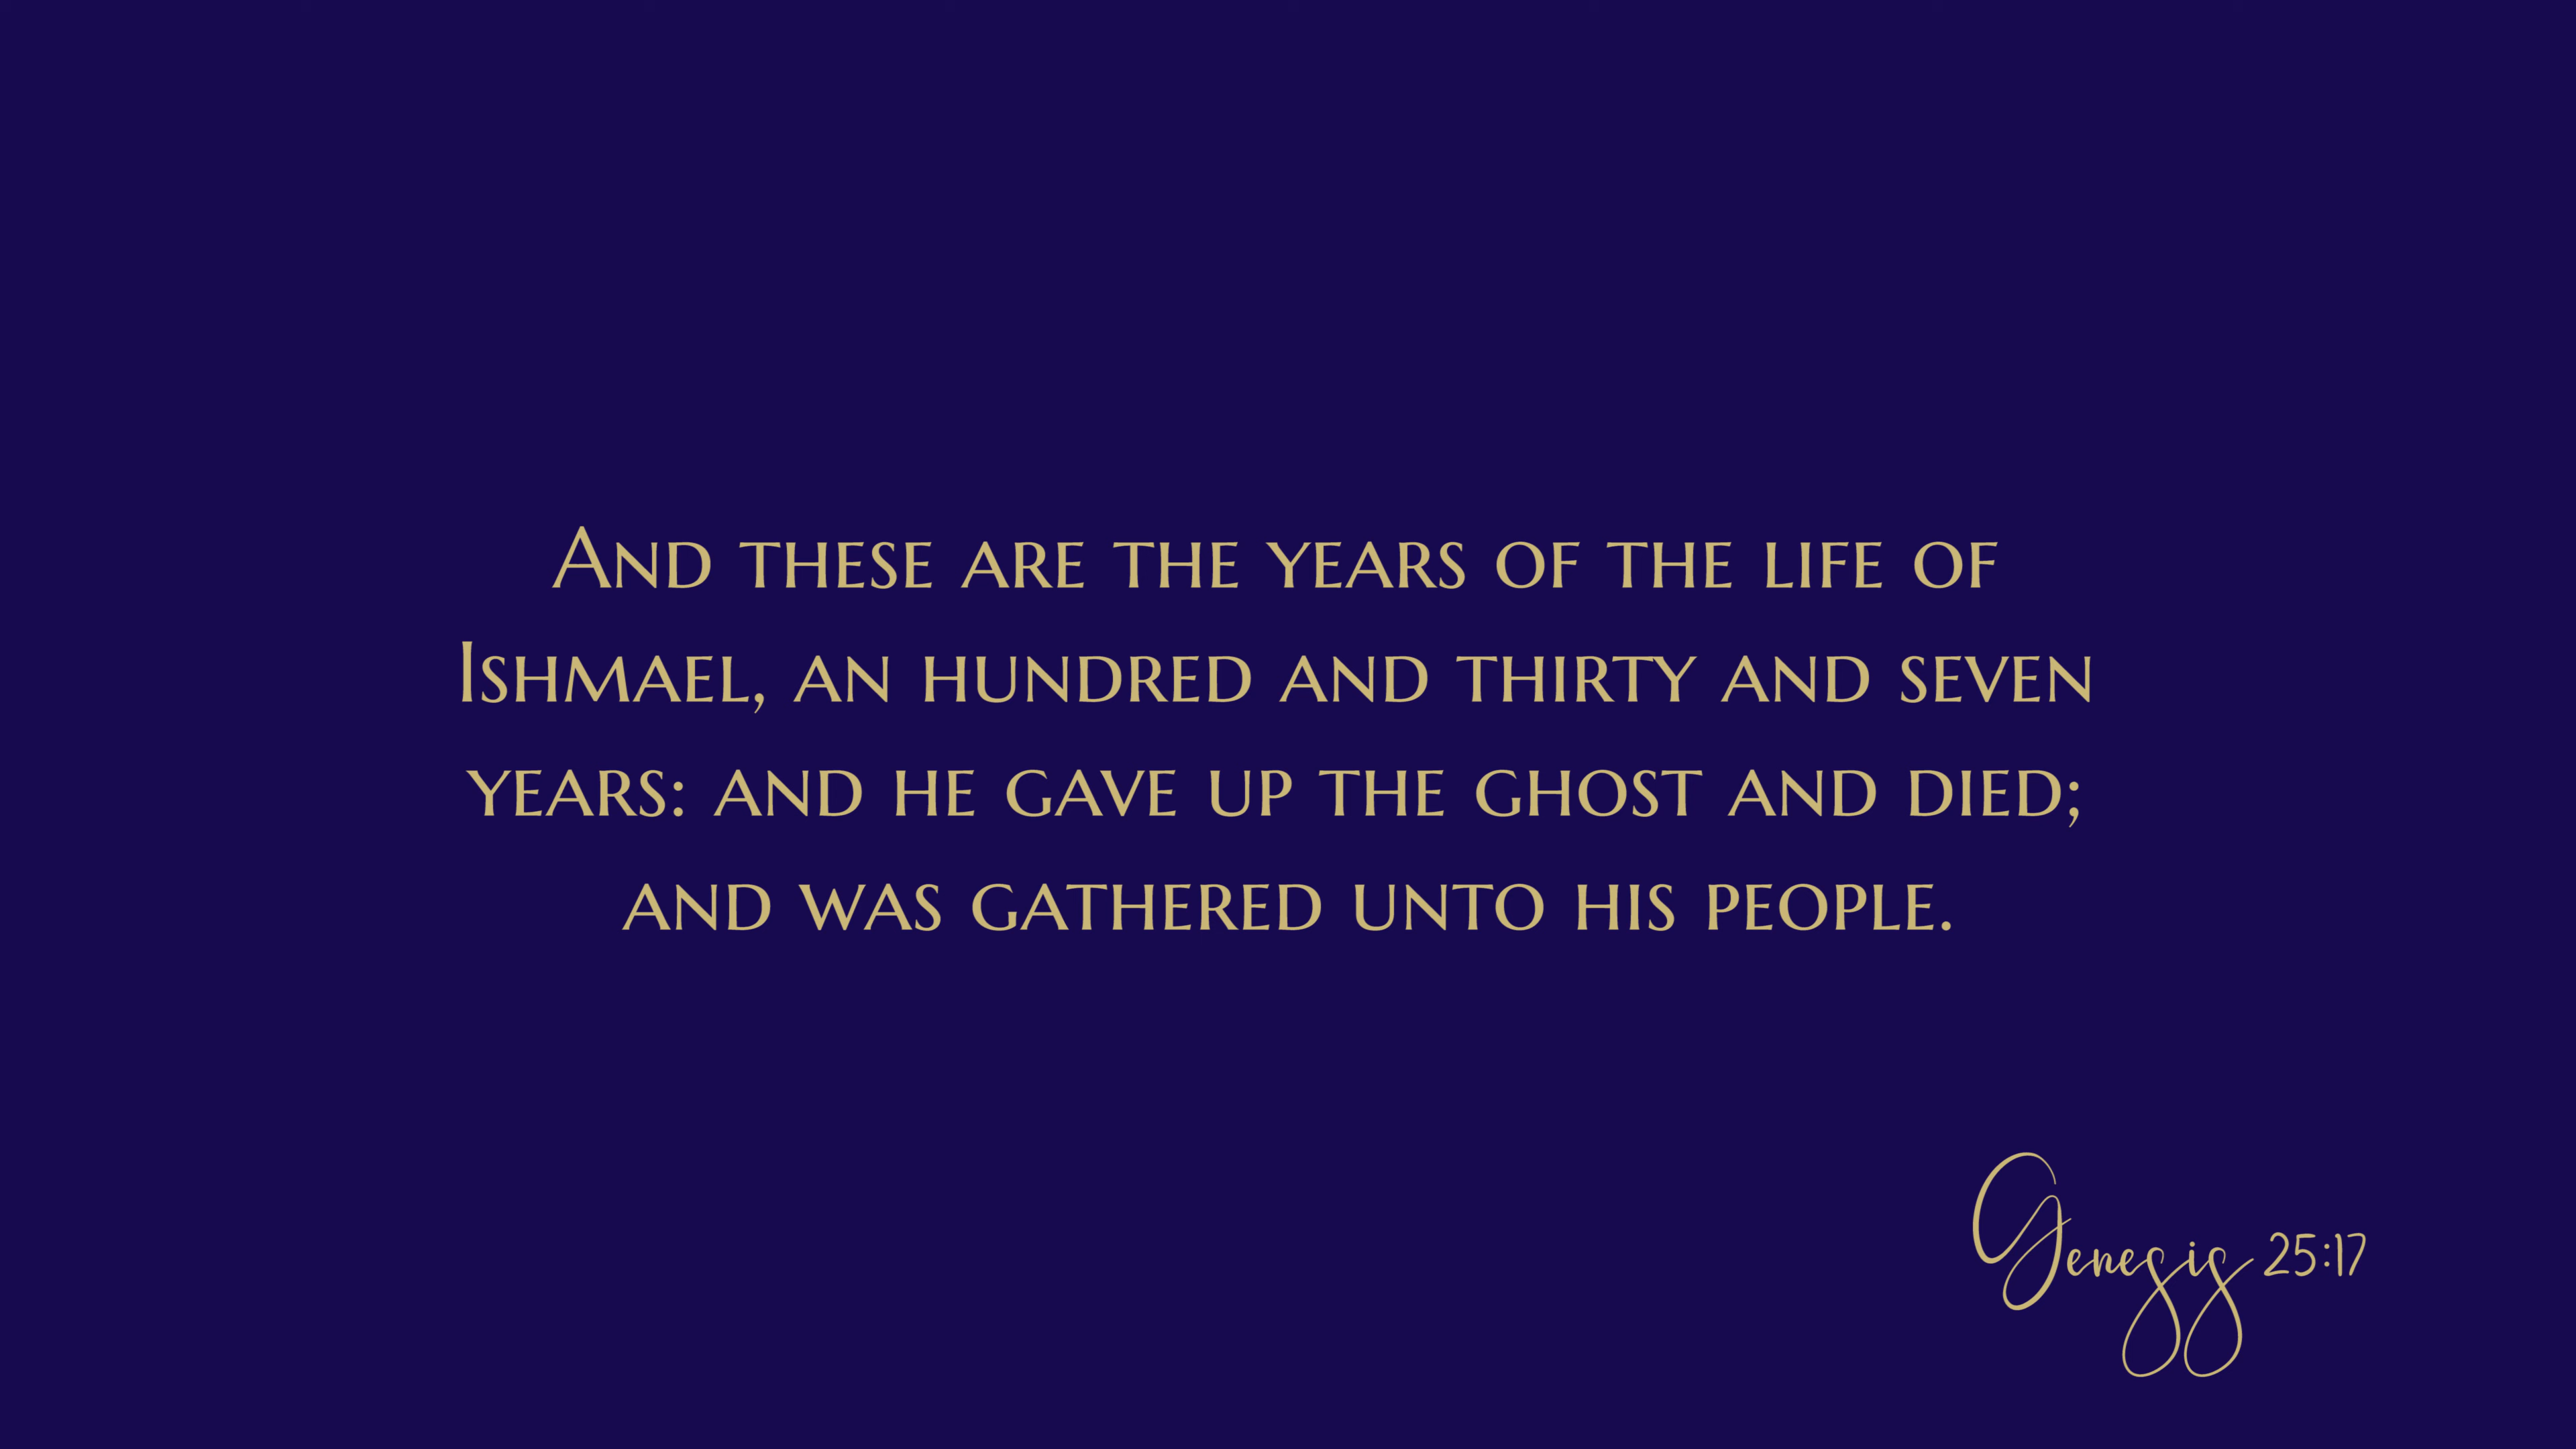 And these are the years of the life of
Ishmael, an hundred and thirty and seven
years: and he gave up the ghost and died;
and was gathered unto his people.
Genesis 25:17